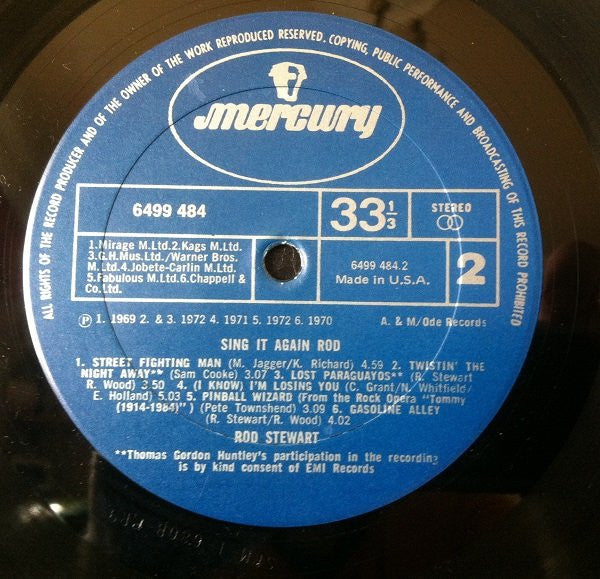 ALL RIGHTS OF THE RECORD PRODUCER AND OF THE OWNER OF THE WORK REPRODUCED RESERVED. COPYING, PUBLIC PERFORMANCE AND BROADCASTING OF THIS RECORD PROHIBITED
mercury
6499 484
33 1/3
STEREO
1.Mirage M.Ltd.2.Kags M.Ltd.
3.G.H.Mus.Ltd./Warner Bros.
M.Ltd.4.Jobete-Carlin M.Ltd.
5.Fabulous M.Ltd.6.Chappell &
Co.Ltd.
6499 484.2
Made in U.S.A.
2
℗ 1. 1969 2. & 3. 1972 4. 1971 5. 1972 6. 1970
A. & M/Ode Records
SING IT AGAIN ROD
1. STREET FIGHTING MAN (M. Jagger/K. Richard) 4.59 2. TWISTIN' THE
NIGHT AWAY** (Sam Cooke) 3.07 3. LOST PARAGUAYOS** (R. Stewart
R. Wood) 3.50 4. (I KNOW) I'M LOSING YOU (C. Grant/N. Whitfield/
E. Holland) 5.03 5. PINBALL WIZARD (From the Rock Opera "Tommy
(1914-1984)") (Pete Townshend) 3.09 6. GASOLINE ALLEY
(R. Stewart/R. Wood) 4.02
ROD STEWART
**Thomas Gordon Huntley's participation in the recording
is by kind consent of EMI Records